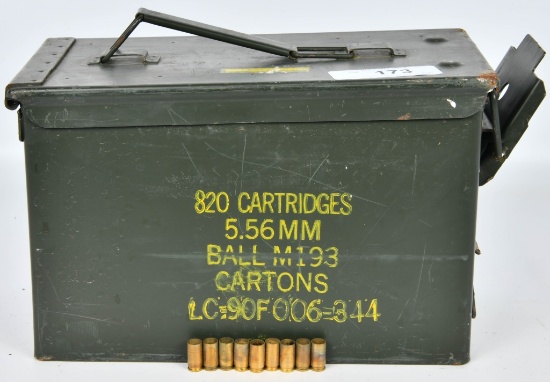 173
820 CARTRIDGES
5.56MM
BALL M193
CARTONS
LC-90F006-344